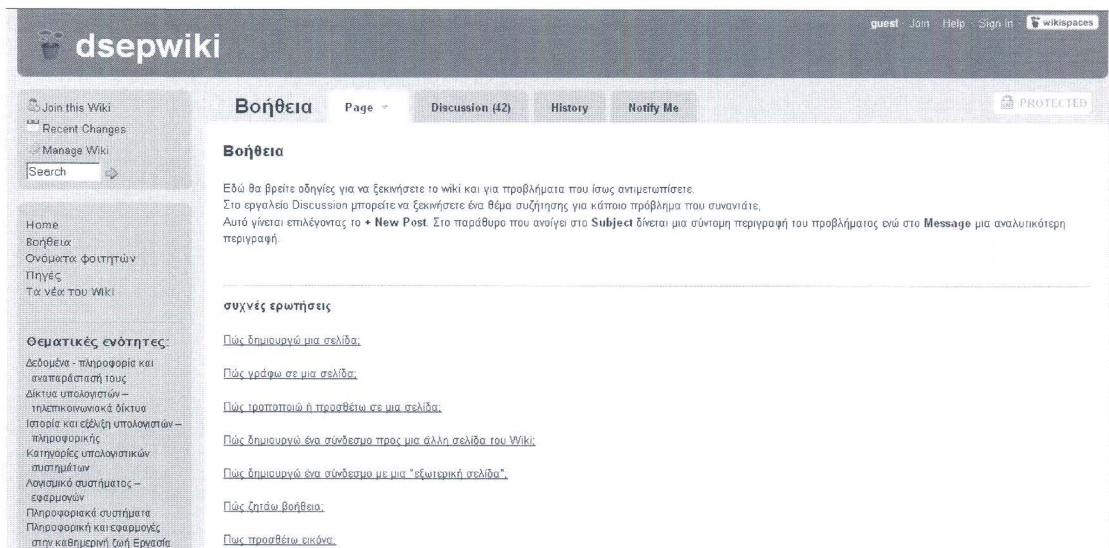 guest · Join · Help · Sign In · wikispaces
dsepwiki
Join this Wiki
Recent Changes
Manage Wiki
Search
Home
Βοήθεια
Ονόματα φοιτητών
Πηγές
Τα νέα του Wiki
Θεματικές ενότητες:
Δεδομένα - πληροφορία και
αναπαράστασή τους
Δίκτυα υπολογιστών –
τηλεπικοινωνιακά δίκτυα
Ιστορία και εξέλιξη υπολογιστών –
πληροφορικής
Κατηγορίες υπολογιστικών
συστημάτων
Λογισμικό συστήματος –
εφαρμογών
Πληροφοριακά συστήματα
Πληροφορική και εφαρμογές
στην καθημερινή ζωή Εργασία
Βοήθεια Page Discussion (42) History Notify Me
PROTECTED
Βοήθεια
Εδώ θα βρείτε οδηγίες για να ξεκινήσετε το wiki και για προβλήματα που ίσως αντιμετωπίσετε.
Στο εργαλείο Discussion μπορείτε να ξεκινήσετε ένα θέμα συζήτησης για κάποιο πρόβλημα που συναντάτε,
Αυτό γίνεται επιλέγοντας το + New Post. Στο παράθυρο που ανοίγει στο Subject δίνεται μια σύντομη περιγραφή του προβλήματος ενώ στο Message μια αναλυτικότερη
περιγραφή.
συχνές ερωτήσεις
Πώς δημιουργώ μια σελίδα;
Πώς γράφω σε μια σελίδα;
Πώς τροποποιώ ή προσθέτω σε μια σελίδα;
Πώς δημιουργώ ένα σύνδεσμο προς μια άλλη σελίδα του Wiki;
Πώς δημιουργώ ένα σύνδεσμο με μια "εξωτερική σελίδα";
Πώς ζητάω βοήθεια;
Πως προσθέτω εικόνα;